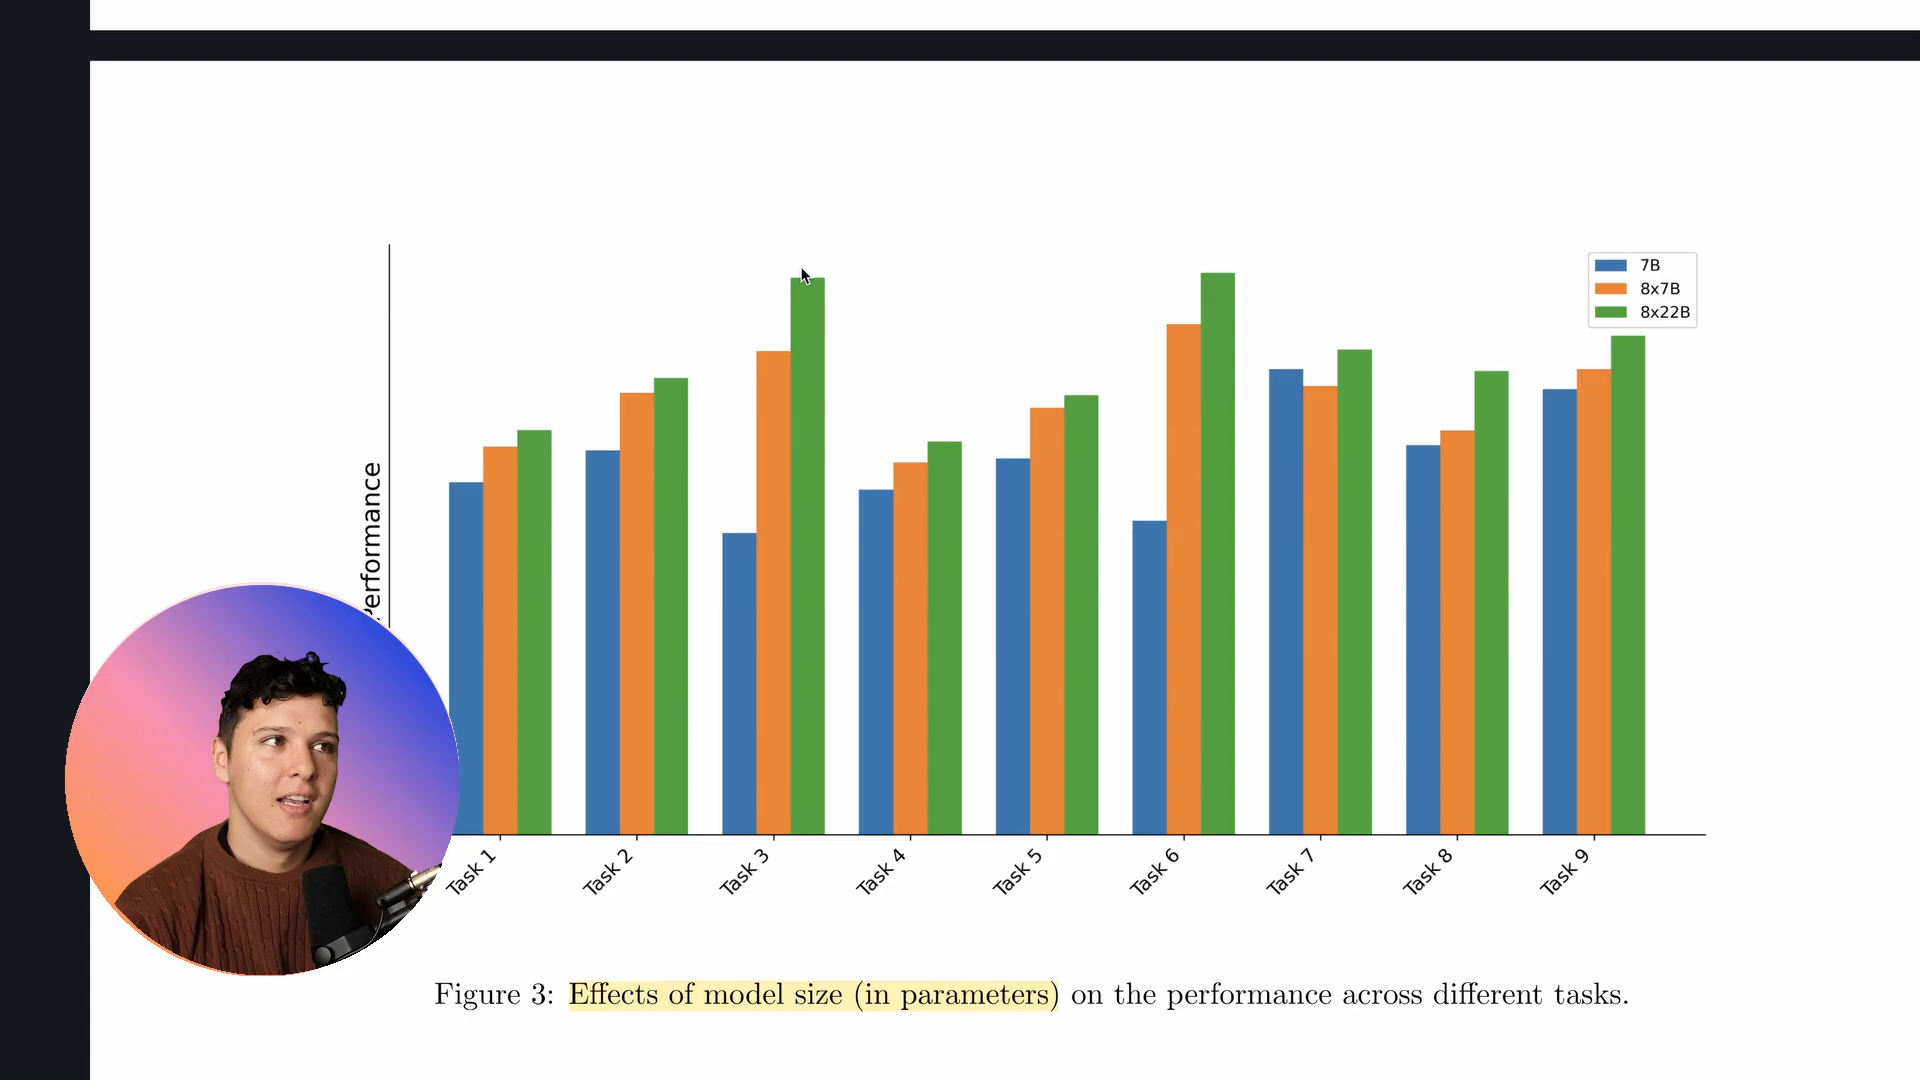 7B
8x7B
8x22B
Performance
Task 1
Task 2
Task 3
Task 4
Task 5
Task 6
Task 7
Task 8
Task 9
Figure 3: Effects of model size (in parameters) on the performance across different tasks.